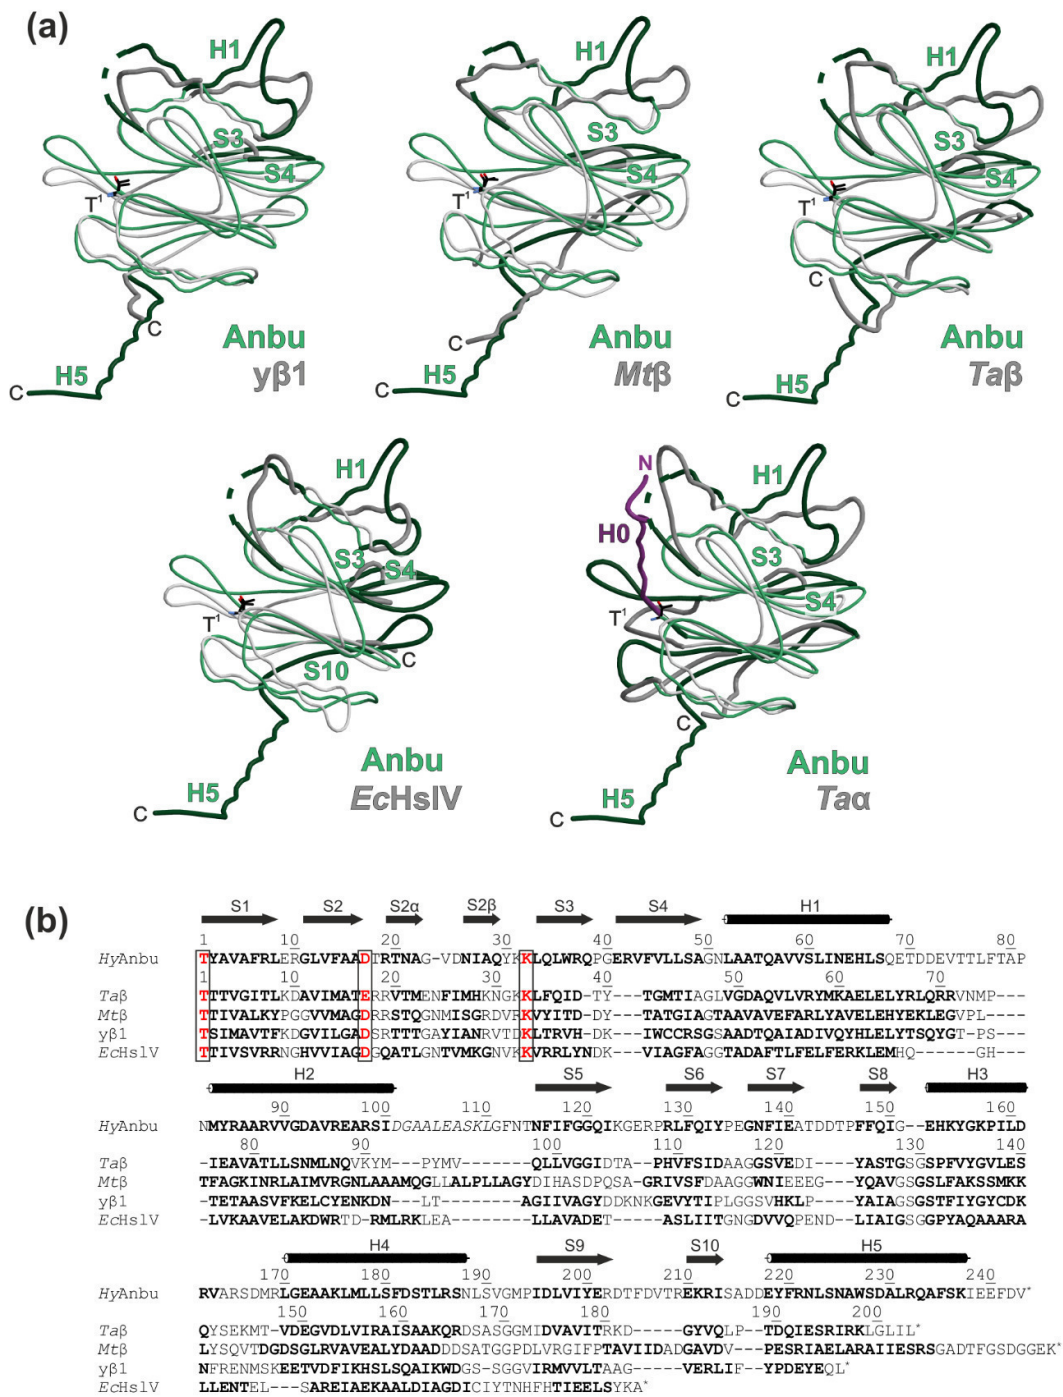 (a)
H1
S3
S4
T1
C
Anbu
yβ1
H5
C
H1
S3
S4
T1
C
Anbu
Mtβ
H5
C
H1
S3
S4
T1
C
Anbu
Taβ
H5
C
H1
S3
S4
T1
C
S10
Anbu
EcHslV
H5
C
N
H1
H0
S3
S4
T1
C
Anbu
Taα
H5
C
(b)
S1 S2 S2α S2β S3 S4 H1
1 10 20 30 40 50 60 70 80
HyAnbu TYAVAFRLERGLVFAADTRTNAG-VDNIAQYKKLQLWRQPGERVFVLLSAGNLAATQAVVSLINEHLSQETDDEVTTLFTAP
1 10 20 30 40 50 60 70
Taβ TTTVGITLKDAVIMATERRVTMENFIMHKNGKKLFQID-TY--TGMTIAGLVGDAQVLVRYMKAELELYRLQRRVNMP----
Mtβ TTIVALKYPGGVVMAGDRRSTQGNMISGRDVRKVYITD-DY--TATGIAGTAAVAVEFARLYAVELEHYEKLEGVPL-----
yβ1 TSIMAVTFKDGVILGADSRTTTGAYIANRVTDKLTRVH-DK--IWCCRSGSAADTQAIADIVQYHLELYTSQYGT-PS----
EcHslV TTIVSVRRNGHVVIAGDGQATLGNTVMKGNVKKVRRLYNDK--VIAGFAGGTADAFTLFELFERKLEMHQ-----GH-----
H2 S5 S6 S7 S8 H3
90 100 110 120 130 140 150 160
HyAnbu NMYRAARVVGDAVREARSIDGAALEASKLGFNTNFIFGGQIKGERPRLFQIYPEGNFIEATDDTPFFQIG-EHKYGKPILD
80 90 100 110 120 130 140
Taβ -IEAVATLLSNMLNQVKYM----PYMV------QLLVGGIDTA-PHVFSIDAAGGSVEDI----YASTGSGSPFVYGVLES
Mtβ TFAGKINRLAIMVRGNLAAAMQGLLALPLLAGYDIHASDPQSA-GRIVSFDAAGGWNIEEEG--YQAVGSGSLFAKSSMKK
yβ1 -TETAASVFKELCYENKDN---LT-------AGIIVAGYDDKNKGEVYTIPLGGSVHKLP----YAIAGSGSTFIYGYCDK
EcHslV -LVKAAVELAKDWRTD-RMLRKLEA-------LLAVADET----ASLIITGNGDVVQPEND--LIAIGSGGPYAQAAARA
H4 S9 S10 H5
170 180 190 200 210 220 230 240
HyAnbu RVARSDMRLGEAAKLMLLSFDSTLRSNLSVGMPIDLVIYERDTFDVTREKRISADDEYFRNLSNAWSDALRQAFSKIEEFDV*
150 160 170 180 190 200
Taβ QYSEKMT-VDEGVDLVIRAISAAKQRDSASGGMIDVAVITRKD----GYVQLP--TDQIESRIRKLGLIL*
Mtβ LYSQVTDGDSGLRVAVEALYDAADDDSATGGPDLVRGIFPTAVIIDADGAVDV--PESRIAELARAIIESRSGADTFGSDGGEK*
yβ1 NFRENMSKEETVDFIKHSLSQAIKWDGS-SGGVIRMVVLTAAG----VERLIF--YPDEYEQL*
EcHslV LLENTEL---SAREIAEKAALDIAGDICIYTNHFHTIEELSYKA*